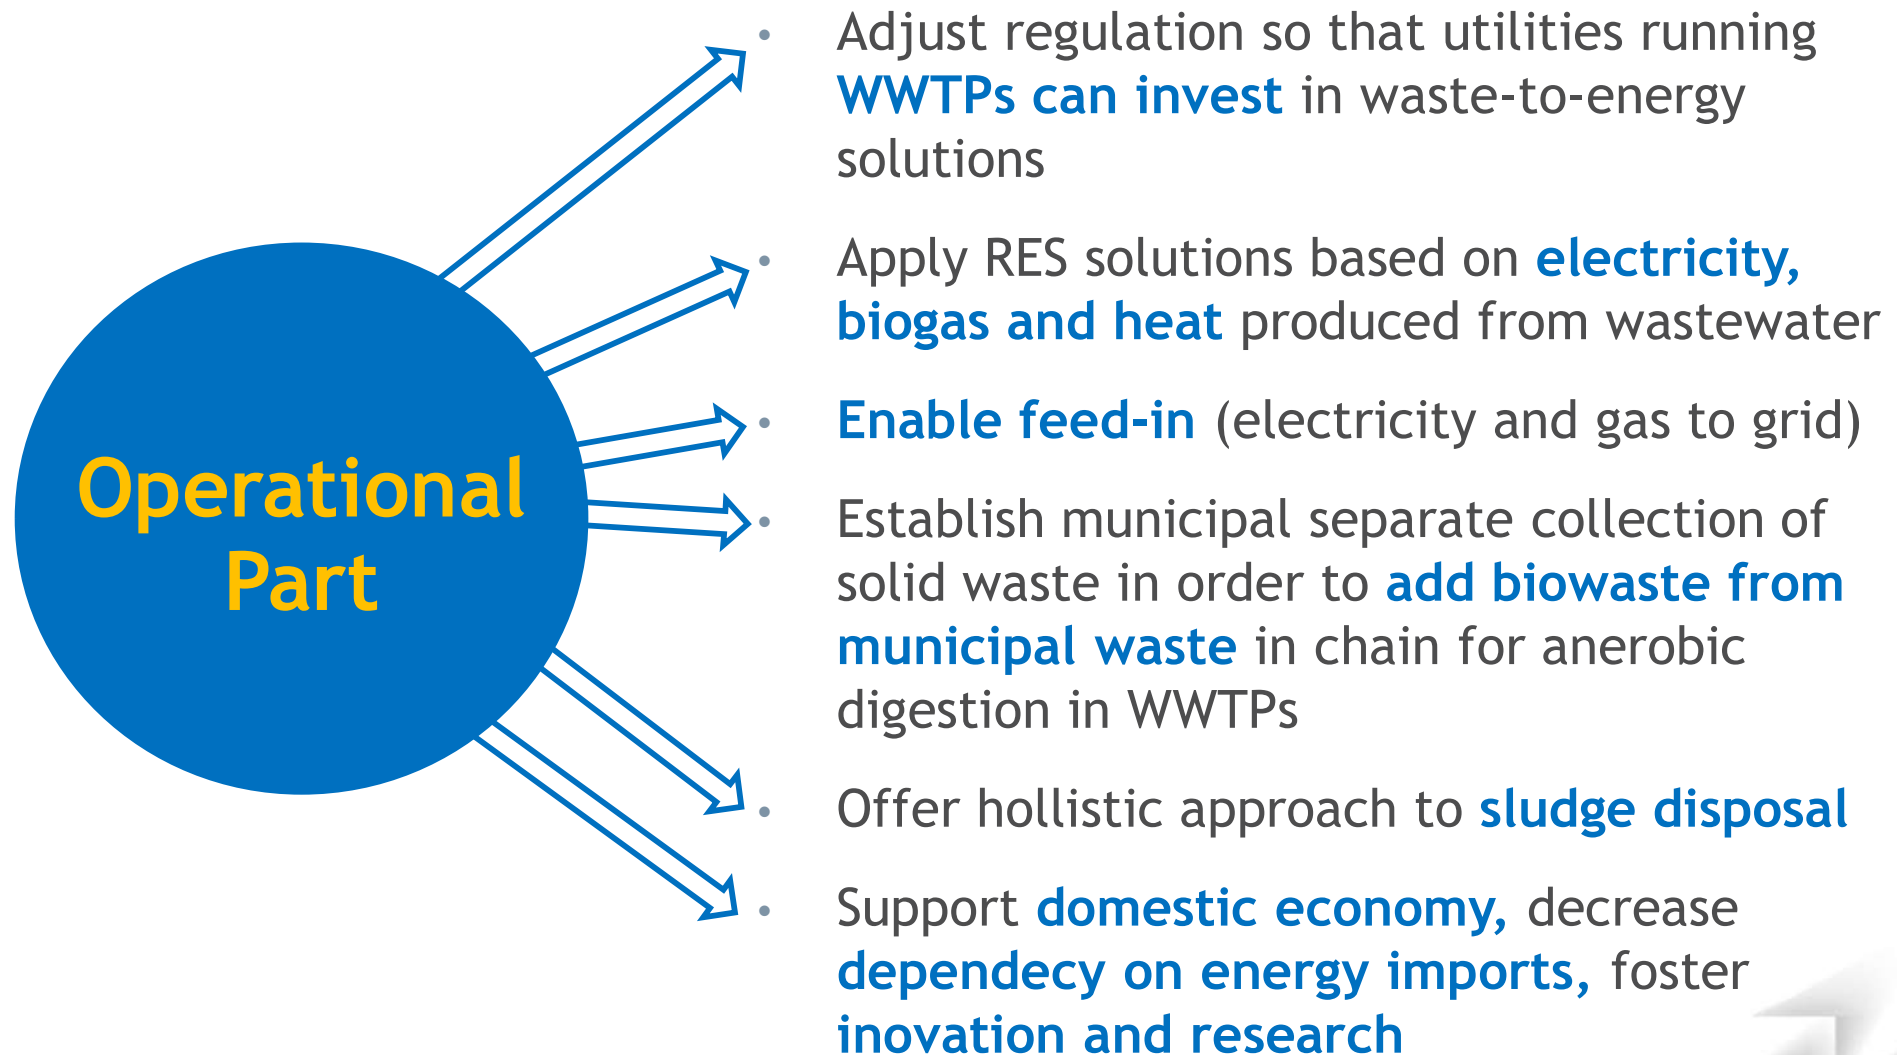 Operational
Part
• Adjust regulation so that utilities running
WWTPs can invest in waste-to-energy
solutions
• Apply RES solutions based on electricity,
biogas and heat produced from wastewater
• Enable feed-in (electricity and gas to grid)
• Establish municipal separate collection of
solid waste in order to add biowaste from
municipal waste in chain for anerobic
digestion in WWTPs
• Offer hollistic approach to sludge disposal
• Support domestic economy, decrease
dependecy on energy imports, foster
inovation and research